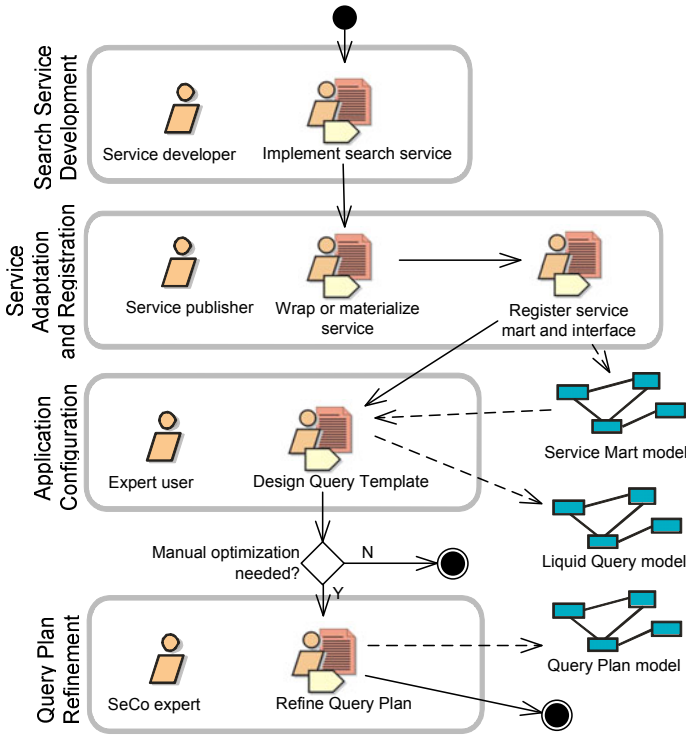 Search Service
Development
Service developer
Implement search service
Service
Adaptation
and Registration
Service publisher
Wrap or materialize
service
Register service
mart and interface
Application
Configuration
Expert user
Design Query Template
Service Mart model
Liquid Query model
Manual optimization
needed?
N
Y
Query Plan
Refinement
SeCo expert
Refine Query Plan
Query Plan model